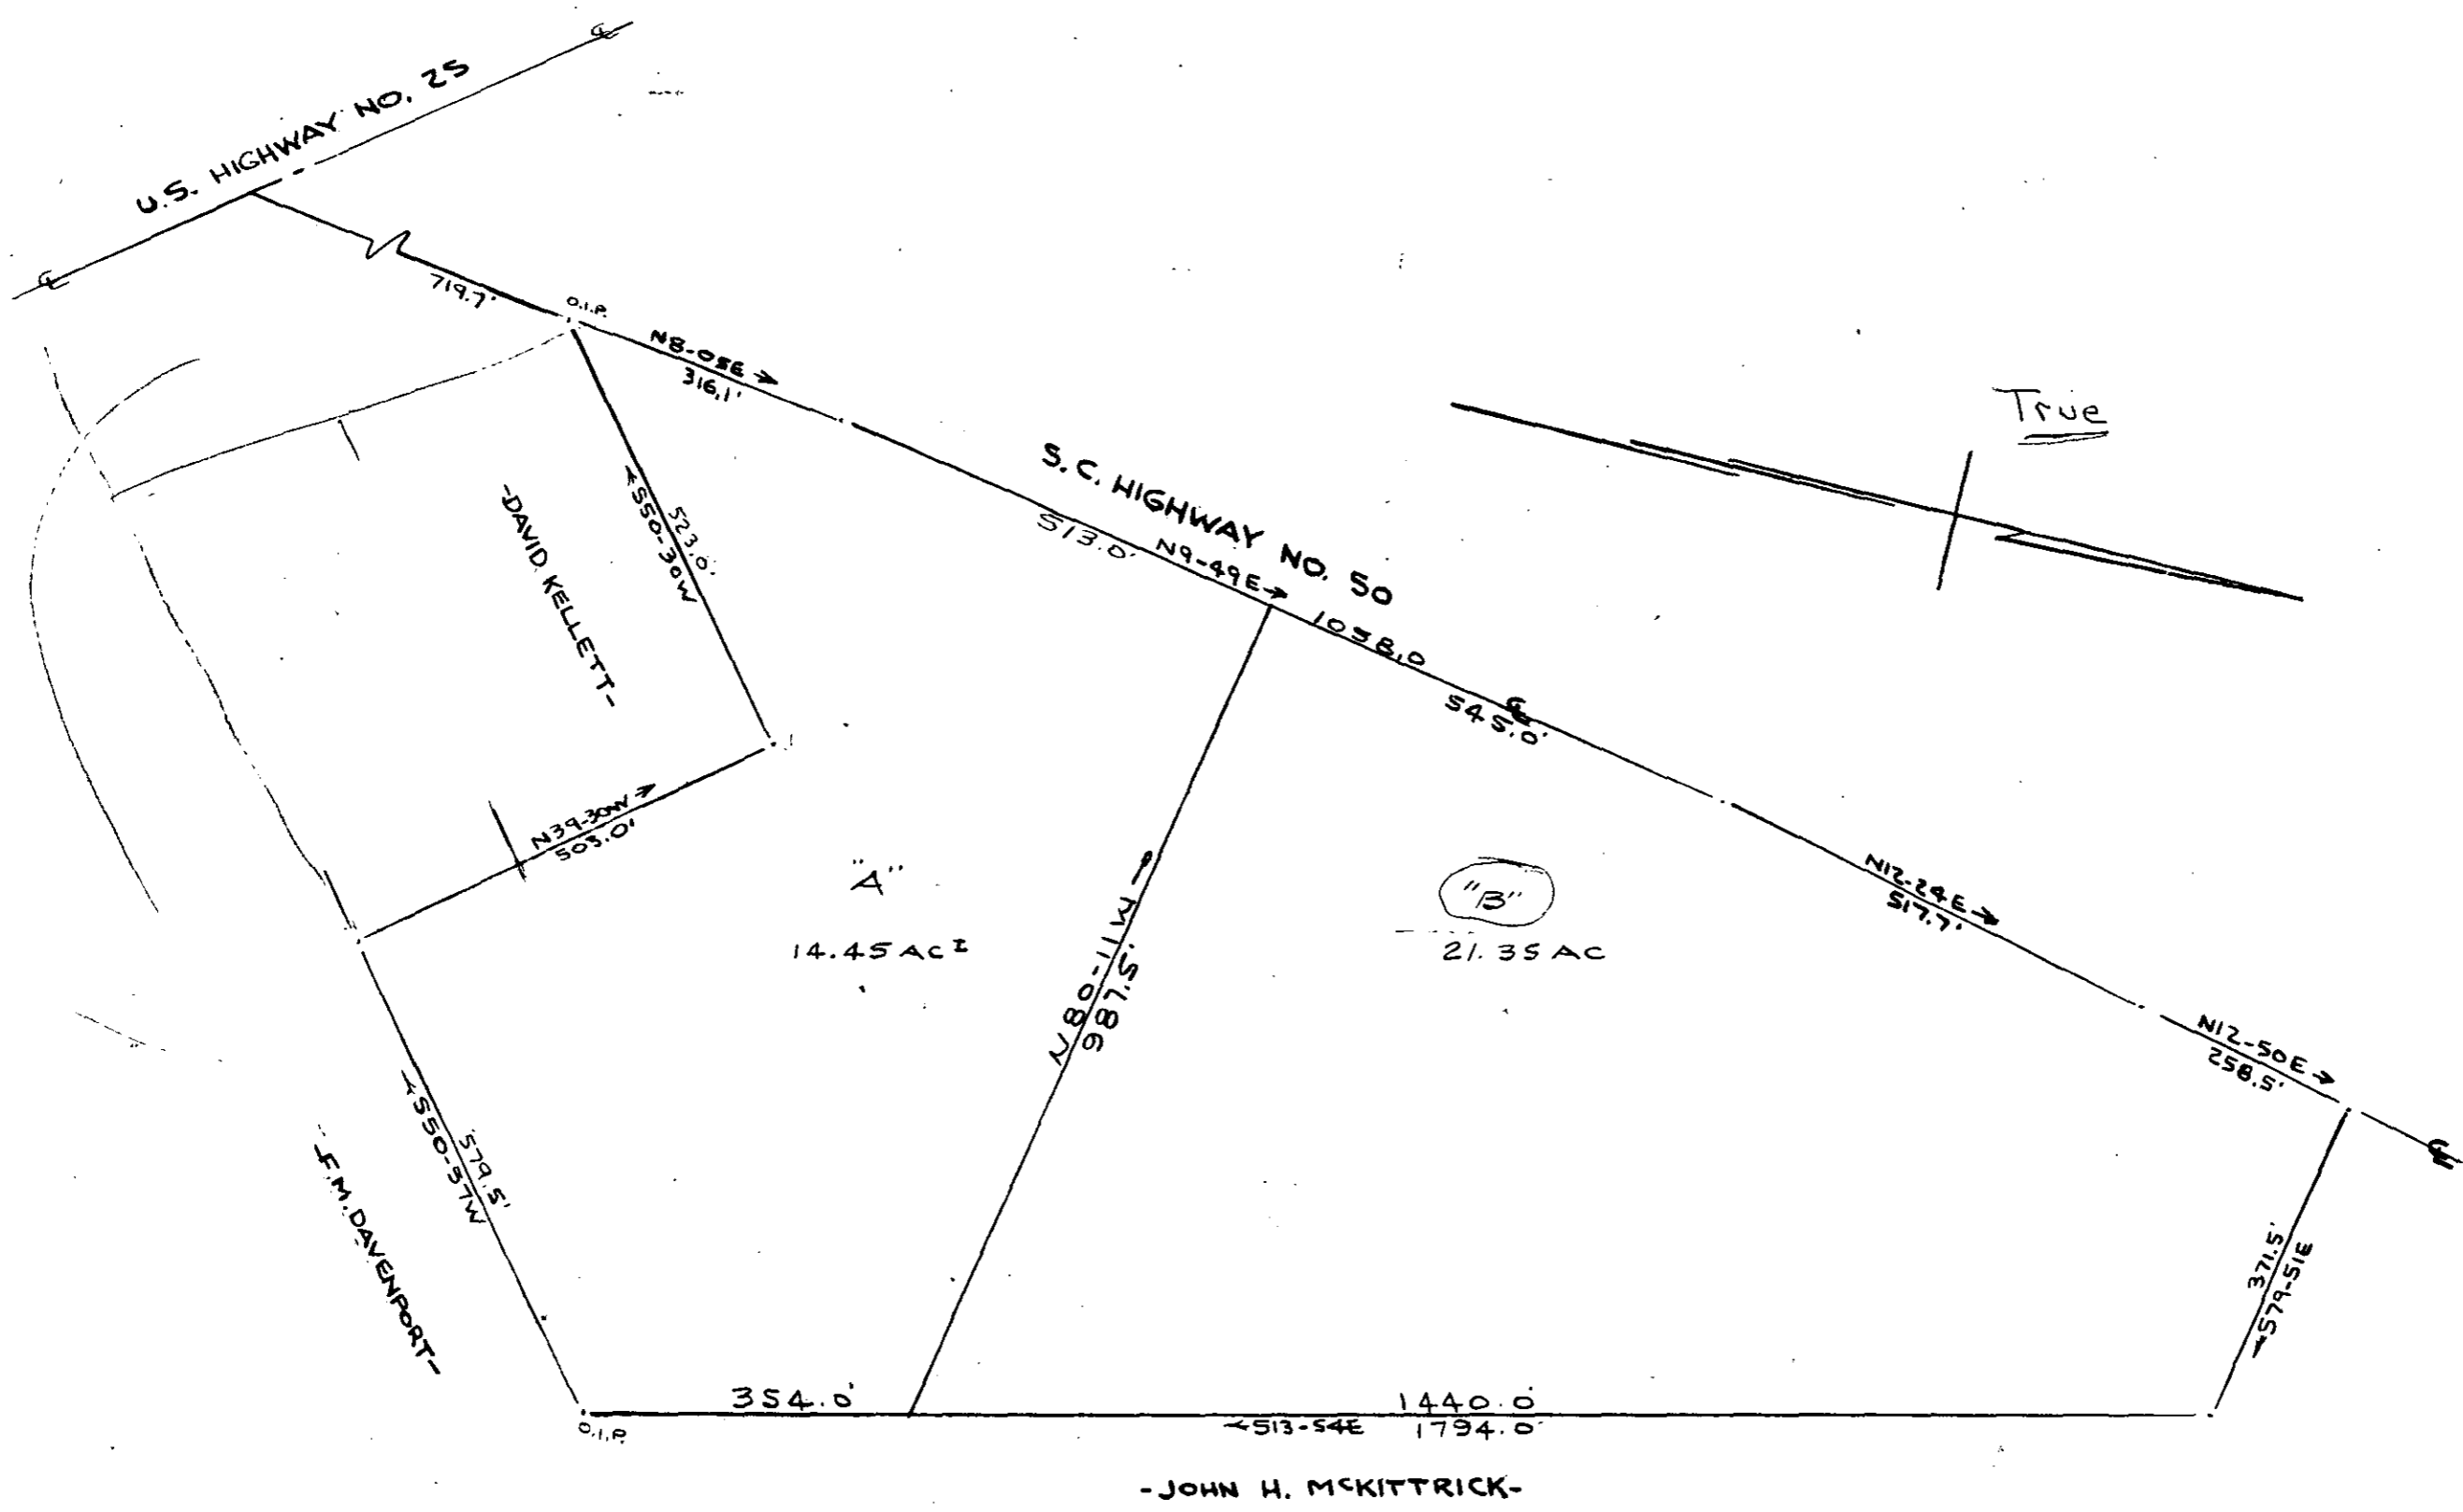 U.S. HIGHWAY NO. 25
719.7'
O.I.P.
N8-05E →
316.1'
True
S. C. HIGHWAY NO. 50
513.0'
N9-49E →
1058.0
545.0'
S50-30W
523.0'
-DAVID KELLETT-
N39-30W →
503.0'
"A"
14.45 AC±
"B"
21.35 AC
N80-11W
987.5'
N12-24E →
517.7'
N12-50E →
258.5'
S50-37W
579.5'
-F.M. DAVENPORT-
371.5'
S79-51E
354.0'
1440.0'
S13-54E
1794.0'
O.I.P.
-JOHN H. MCKITTRICK-